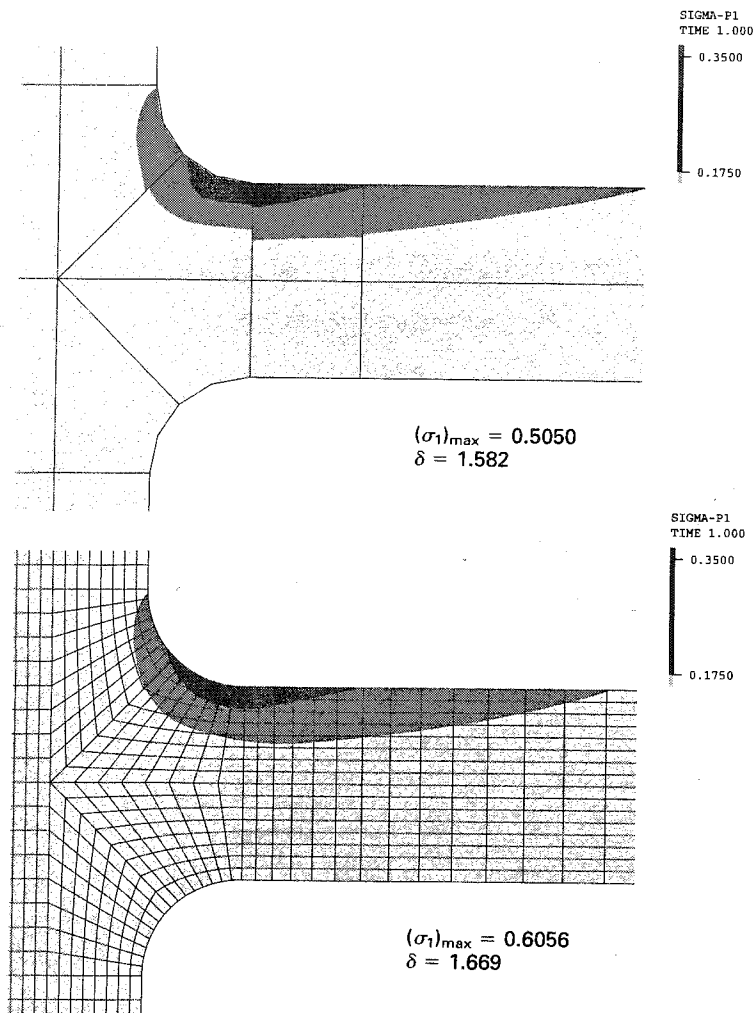 SIGMA-P1
TIME 1.000
0.3500
0.1750
(σ₁)max = 0.5050
δ = 1.582
SIGMA-P1
TIME 1.000
0.3500
0.1750
(σ₁)max = 0.6056
δ = 1.669